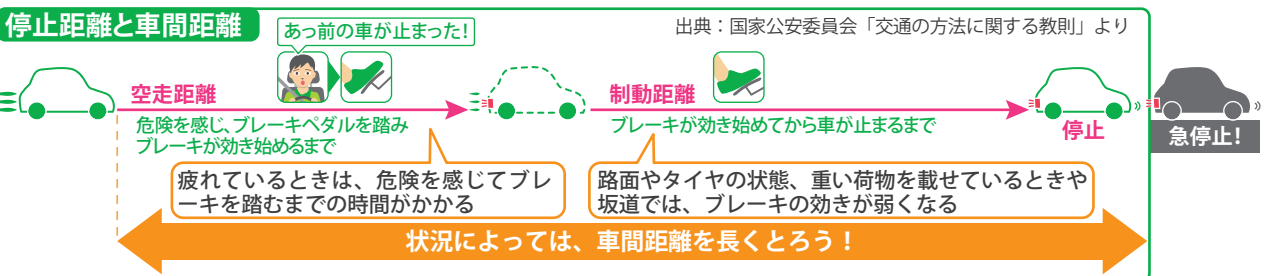 停止距離と車間距離
あっ前の車が止まった!
出典：国家公安委員会「交通の方法に関する教則」より
空走距離
危険を感じ、ブレーキペダルを踏み
ブレーキが効き始めるまで
制動距離
ブレーキが効き始めてから車が止まるまで
停止
急停止!
疲れているときは、危険を感じてブレ
ーキを踏むまでの時間がかかる
路面やタイヤの状態、重い荷物を載せているときや
坂道では、ブレーキの効きが弱くなる
状況によっては、車間距離を長くとろう！